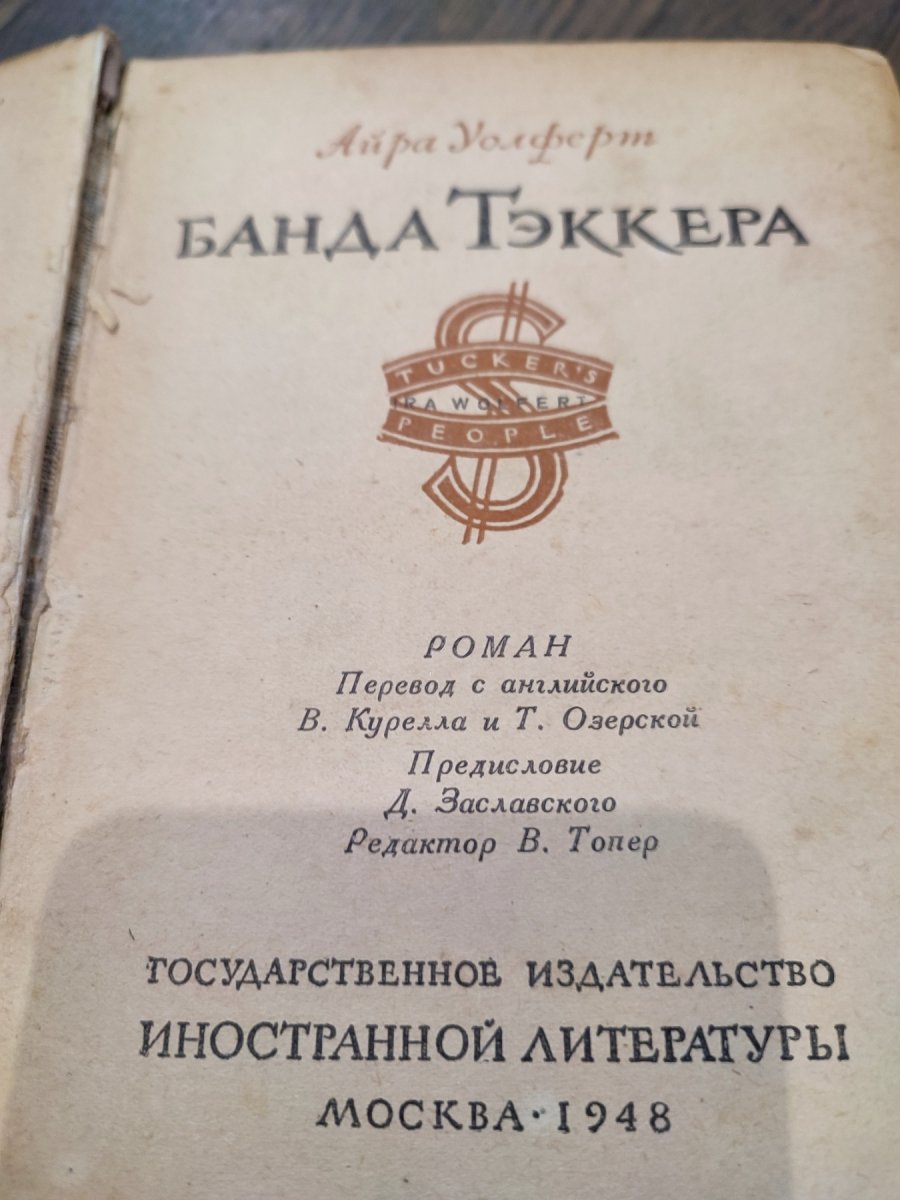 Айра Уолферт
БАНДА ТЭККЕРА
TUCKER'S
IRA WOLFERT
PEOPLE
РОМАН
Перевод с английского
В. Курелла и Т. Озерской
Предисловие
Д. Заславского
Редактор В. Топер
ГОСУДАРСТВЕННОЕ ИЗДАТЕЛЬСТВО
ИНОСТРАННОЙ ЛИТЕРАТУРЫ
МОСКВА · 1948